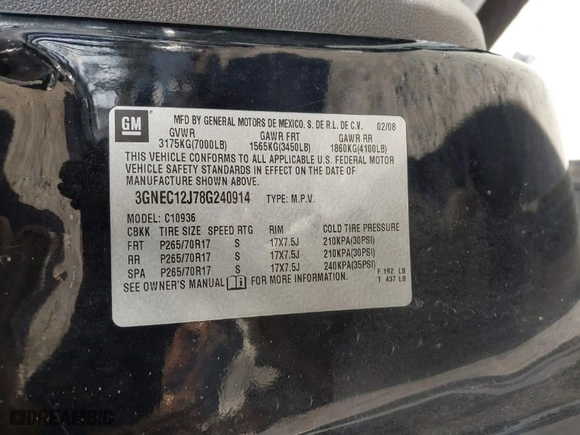 GM
MFD BY GENERAL MOTORS DE MEXICO, S. DE R.L. DE C.V. 02/08
GVWR GAWR FRT GAWR RR
3175KG(7000LB) 1565KG(3450LB) 1860KG(4100LB)
THIS VEHICLE CONFORMS TO ALL APPLICABLE U.S. FEDERAL MOTOR
VEHICLE SAFETY STANDARDS IN EFFECT ON THE DATE OF
MANUFACTURE SHOWN ABOVE.
3GNEC12J78G240914 TYPE: M.P.V.
MODEL: C10936
CBKK TIRE SIZE SPEED RTG RIM COLD TIRE PRESSURE
FRT P265/70R17 S 17X7.5J 210KPA(30PSI)
RR P265/70R17 S 17X7.5J 210KPA(30PSI)
SPA P265/70R17 S 17X7.5J 240KPA(35PSI)
SEE OWNER'S MANUAL FOR MORE INFORMATION. F 192 LB
T 437 LB
DREAMBID